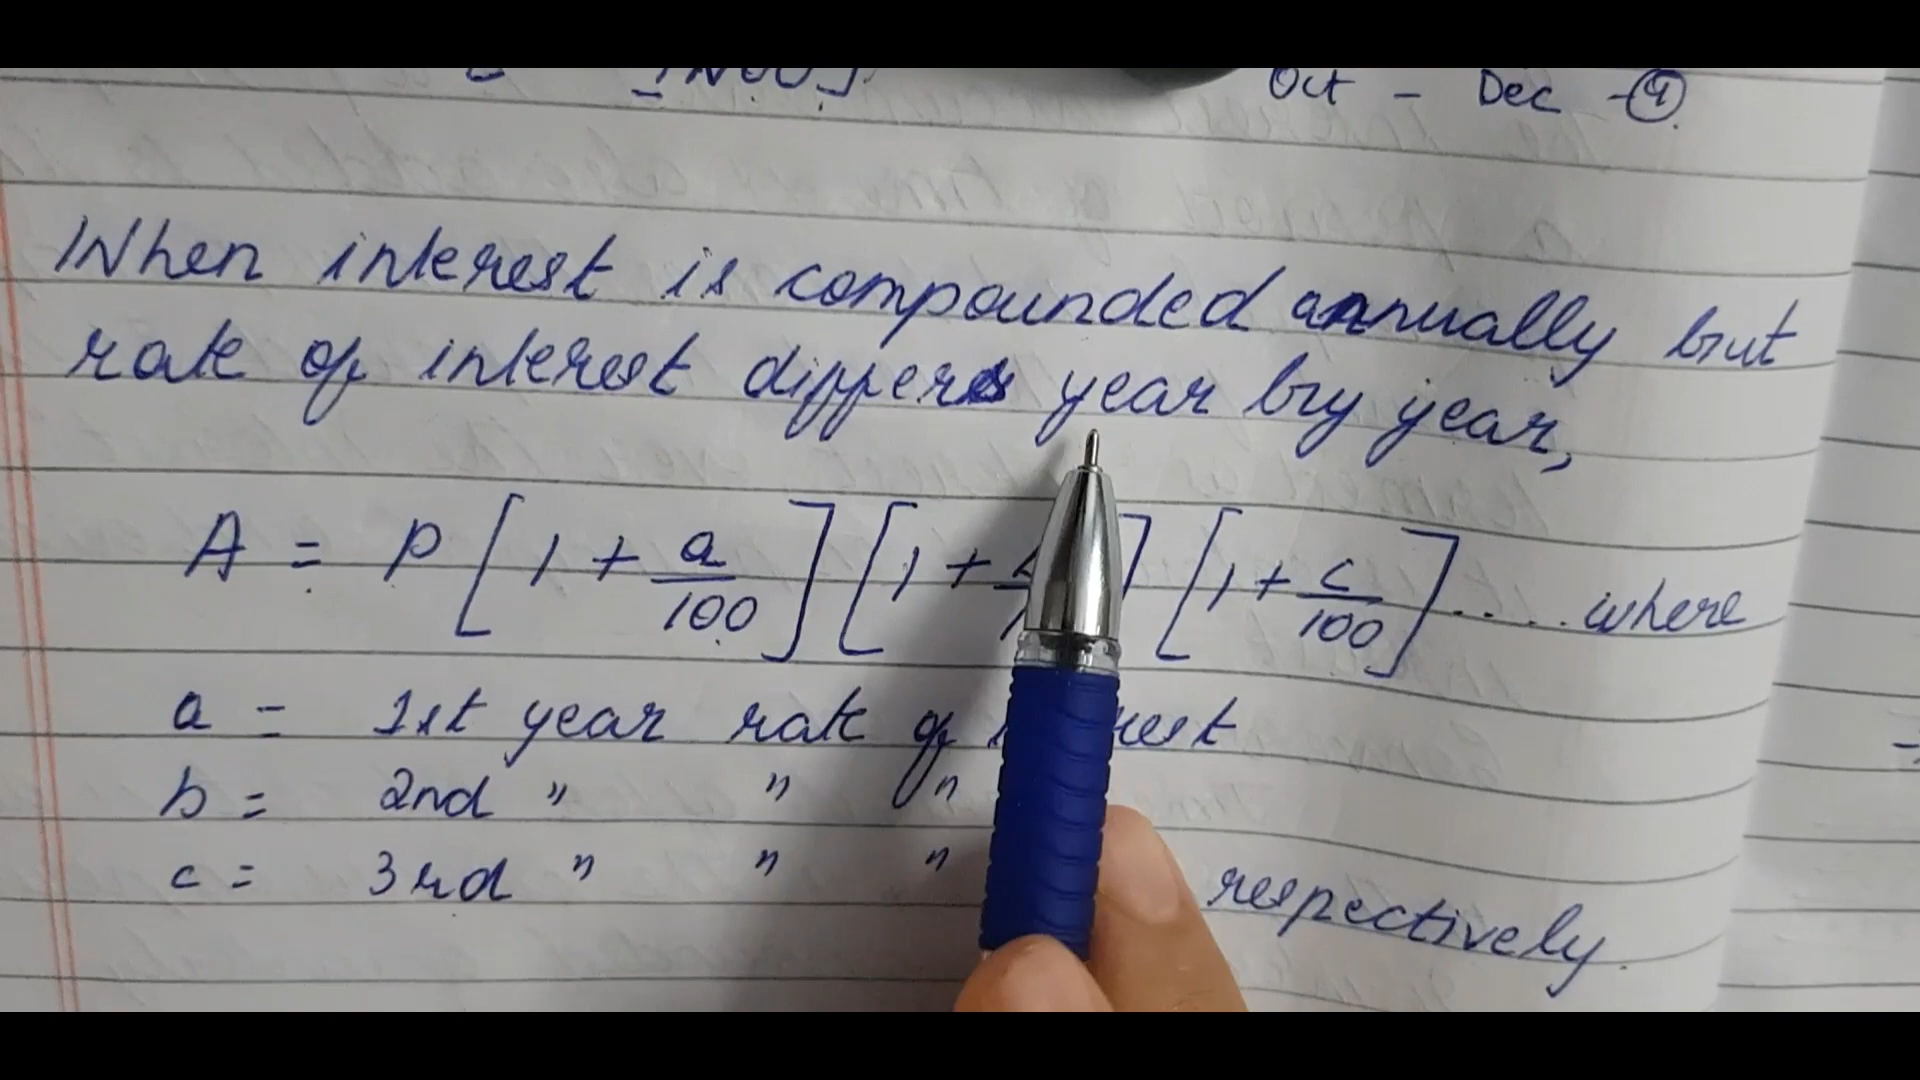 Oct - Dec - 4
When interest is compounded annually but
rate of interest differs year by year,
A = P [1 + a/100] [1 + ] [1 + c/100] .... where
a = 1st year rate of
b = 2nd " " "
c = 3rd " " " respectively.